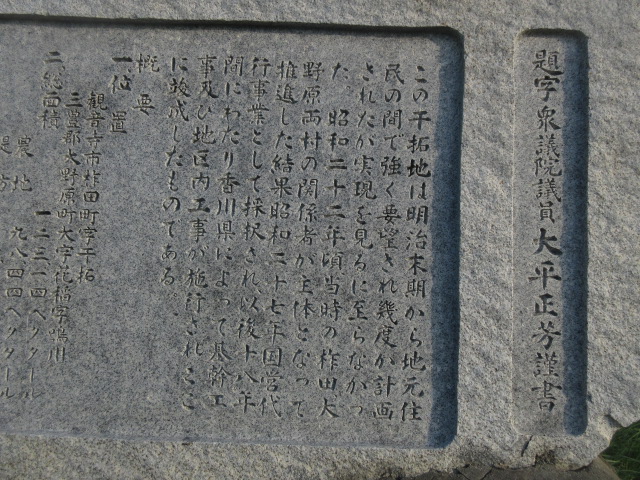 題字衆議院議員大平正芳謹書
この干拓地は明治末期から地元住
民の間で強く要望され幾度か計画
されたが実現を見るに至らなかっ
た。昭和二十二年頃当時の柞田大
野原両村の関係者が主体となって
推進した結果昭和二十七年国営代
行事業として採択され以後十八年
間にわたり香川県によって基幹工
事及び地区内工事が施行されここ
に竣成したものである。
概要
一、位置
観音寺市柞田町字干拓
三豊郡大野原町大字花稲字鳴川
二、総面積
一二三一四ヘクタール
農地 九八四四ヘクタール